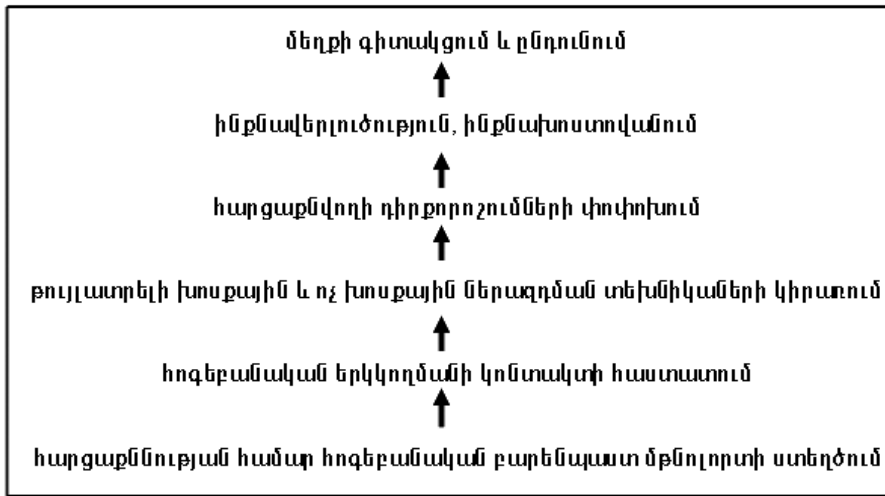 մեղքի գիտակցում և ընդունում
ինքնավերլուծություն, ինքնախոստովանում
հարցաքնվողի դիրքորոշումների փոփոխում
թույլատրելի խոսքային և ոչ խոսքային ներազդման տեխնիկաների կիրառում
հոգեբանական երկկողմանի կոնտակտի հաստատում
հարցաքննության համար հոգեբանական բարենպաստ մթնոլորտի ստեղծում